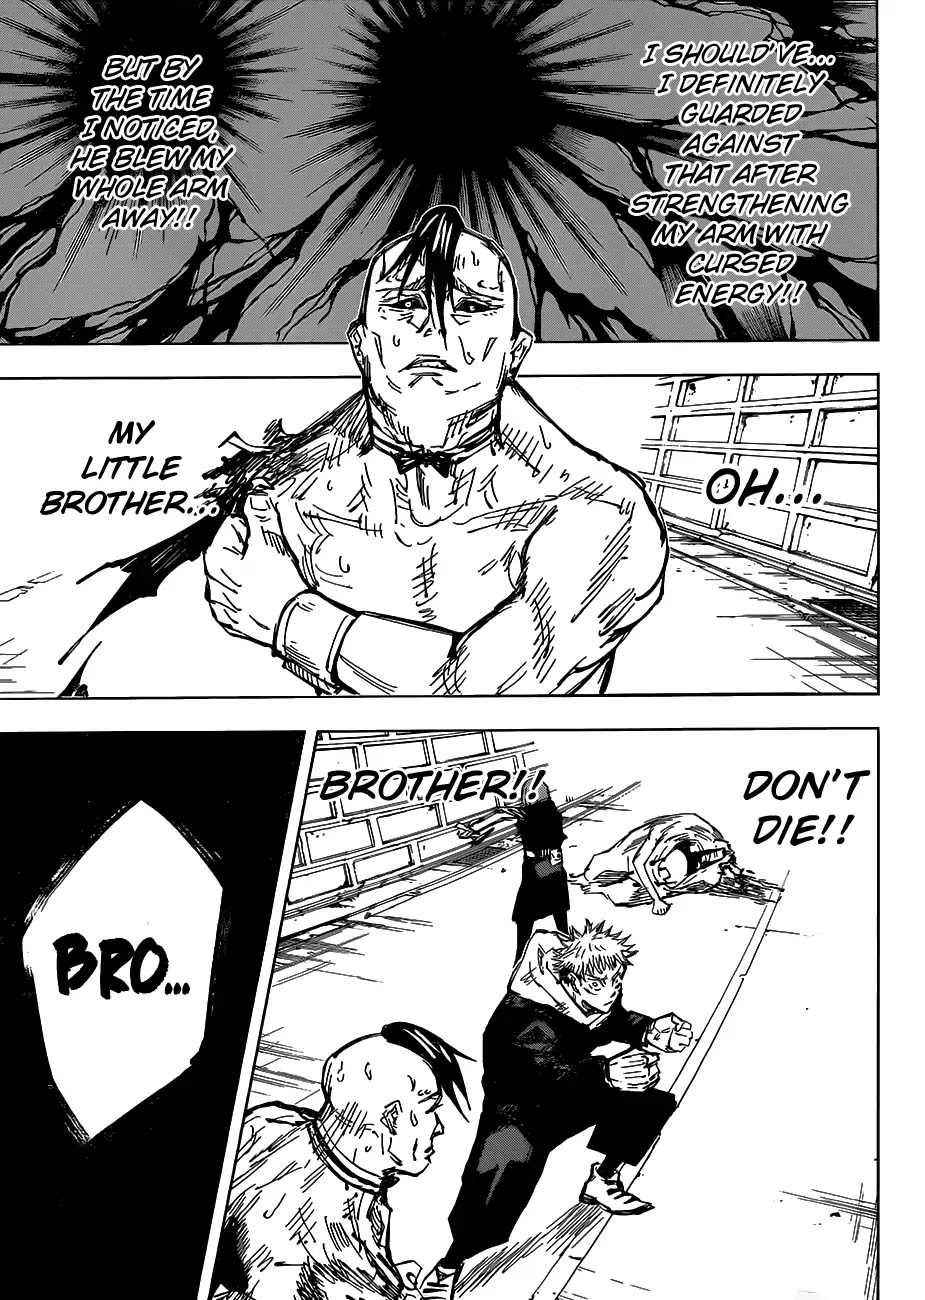 I SHOULD'VE...
I DEFINITELY
GUARDED
AGAINST
THAT AFTER
STRENGTHENING
MY ARM WITH
CURSED
ENERGY!!
BUT BY
THE TIME
I NOTICED,
HE BLEW MY
WHOLE ARM
AWAY!!
OH...
MY
LITTLE
BROTHER...
DON'T
DIE!!
BROTHER!!
BRO...